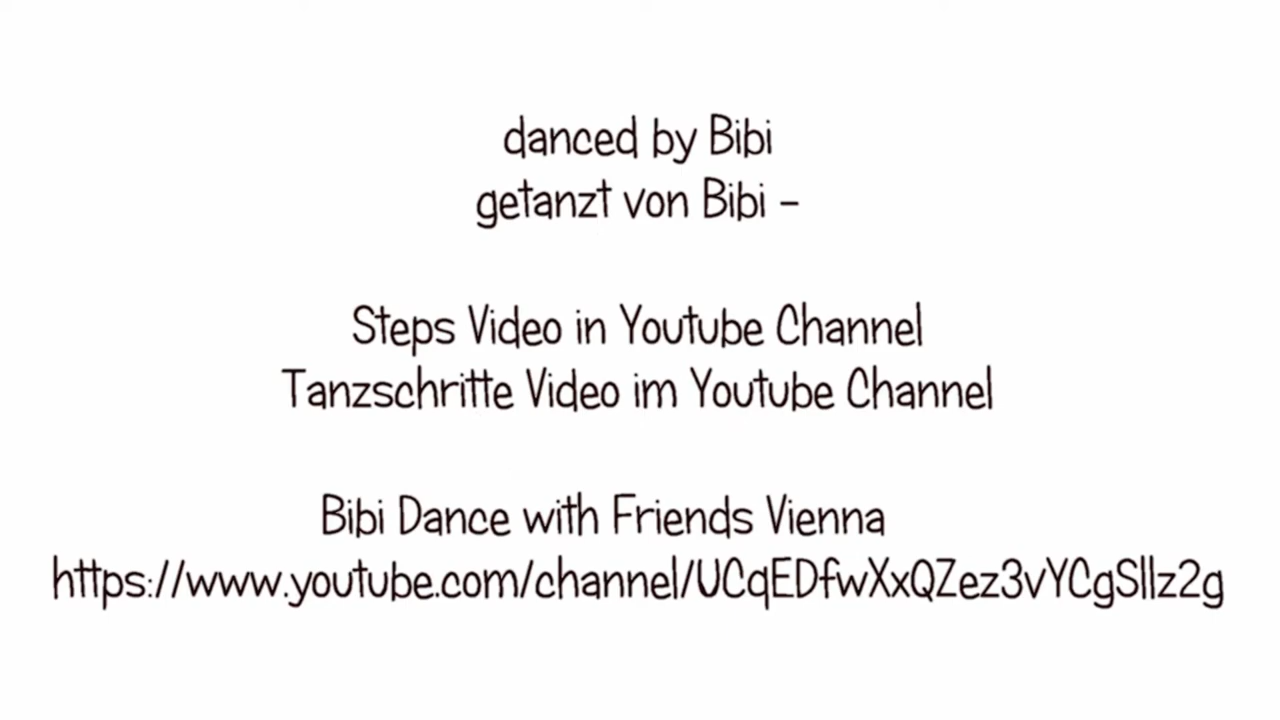 danced by Bibi
getanzt von Bibi -
Steps Video in Youtube Channel
Tanzschritte Video im Youtube Channel
Bibi Dance with Friends Vienna
https://www.youtube.com/channel/UCqEDfwXxQZez3vYCgSllz2g